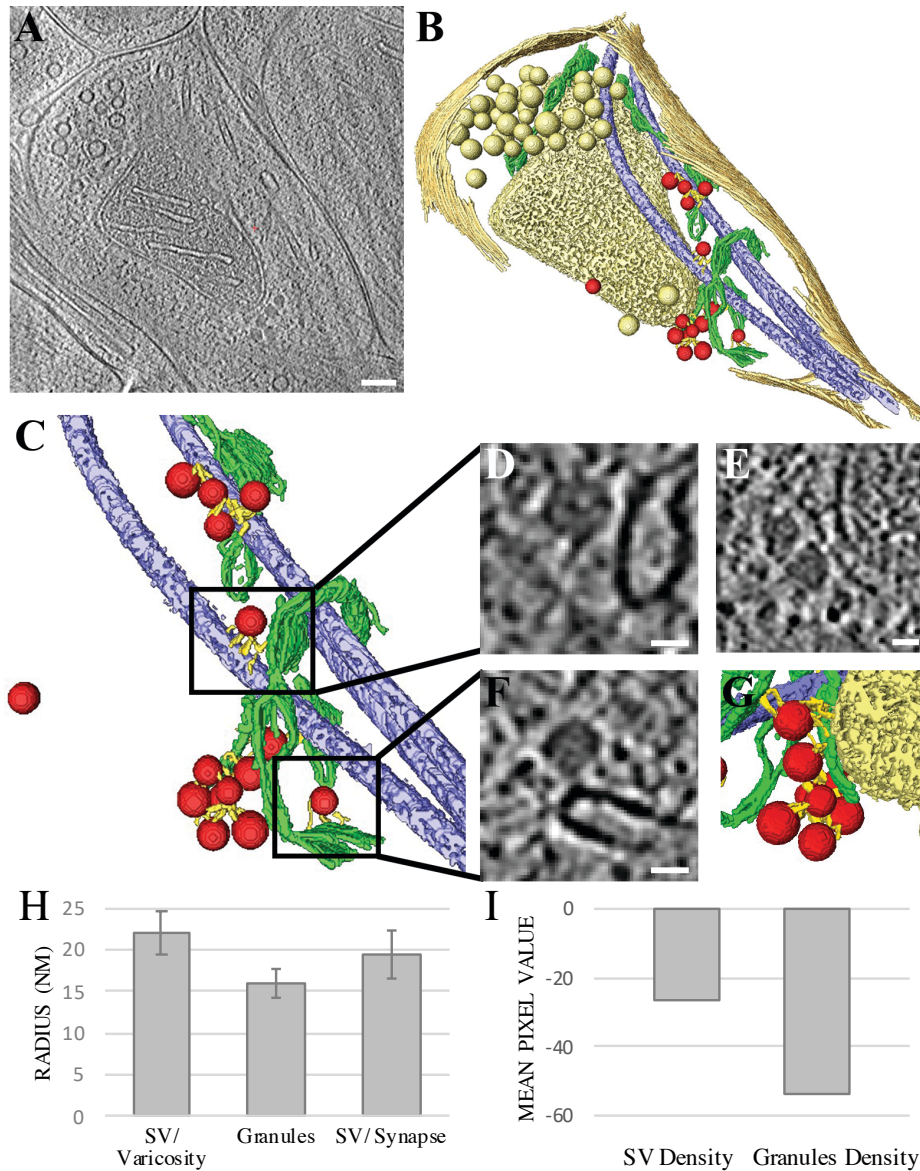 A
B
C
D
E
F
G
H
25
20
15
10
5
0
RADIUS (NM)
SV/
Varicosity
Granules
SV/ Synapse
I
0
-20
-40
-60
MEAN PIXEL VALUE
SV Density
Granules Density